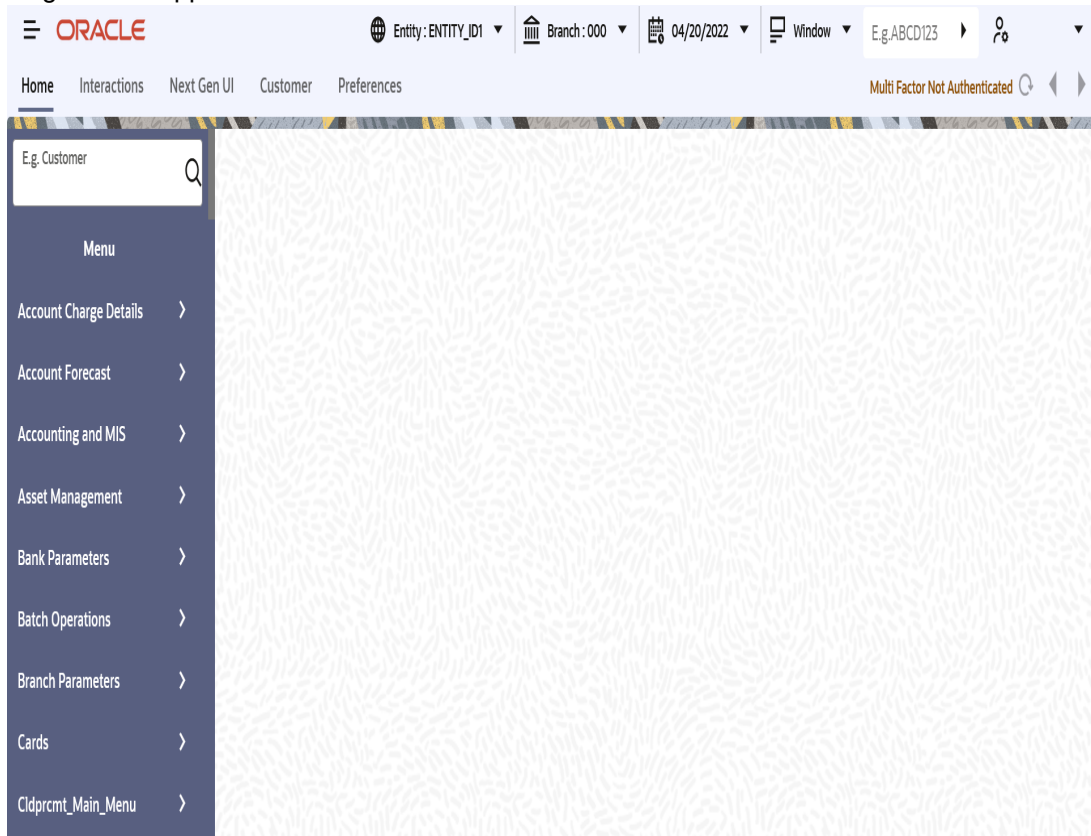 ORACLE Entity : ENTITY_ID1 Branch : 000 04/20/2022 Window E.g.ABCD123
Home Interactions Next Gen UI Customer Preferences Multi Factor Not Authenticated
E.g. Customer
Menu
Account Charge Details
Account Forecast
Accounting and MIS
Asset Management
Bank Parameters
Batch Operations
Branch Parameters
Cards
Cldprcmt_Main_Menu